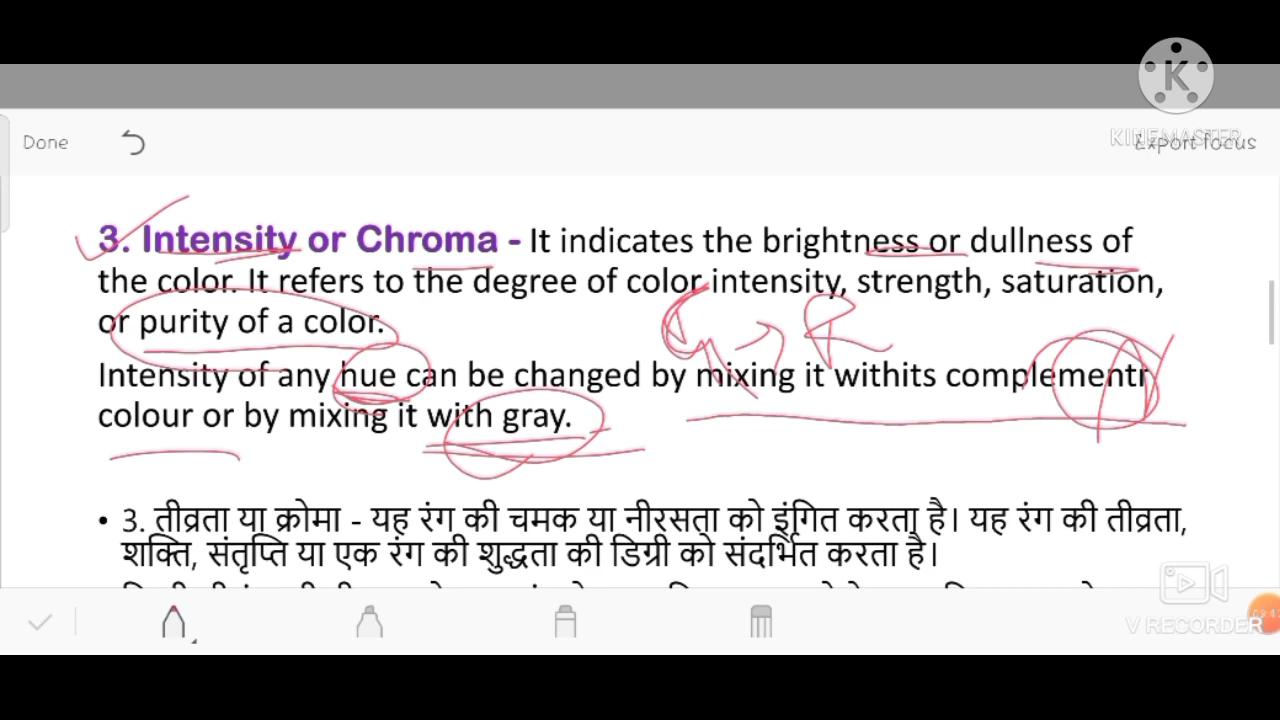 K
KINEMASTER
Done
Export focus
3. Intensity or Chroma - It indicates the brightness or dullness of
the color. It refers to the degree of color intensity, strength, saturation,
or purity of a color.
G R
Intensity of any hue can be changed by mixing it withits complementry
colour or by mixing it with gray.
• 3. तीव्रता या क्रोमा - यह रंग की चमक या नीरसता को इंगित करता है। यह रंग की तीव्रता,
शक्ति, संतृप्ति या एक रंग की शुद्धता की डिग्री को संदर्भित करता है।
V RECORDER